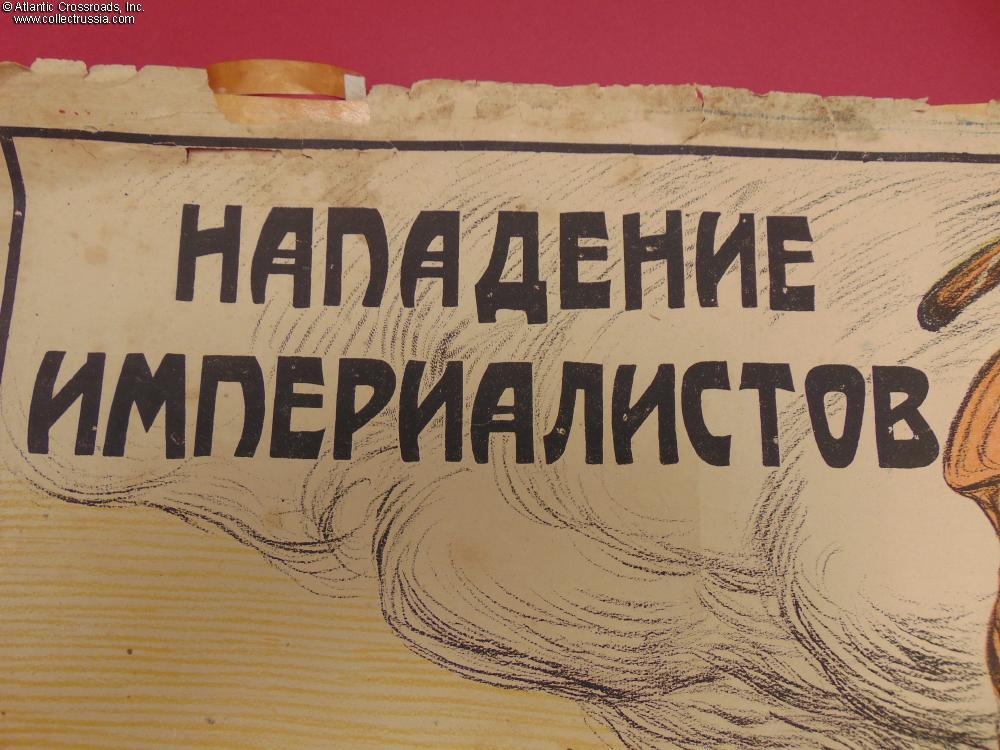 © Atlantic Crossroads, Inc.
www.collectrussia.com
НАПАДЕНИЕ
ИМПЕРИАЛИСТОВ